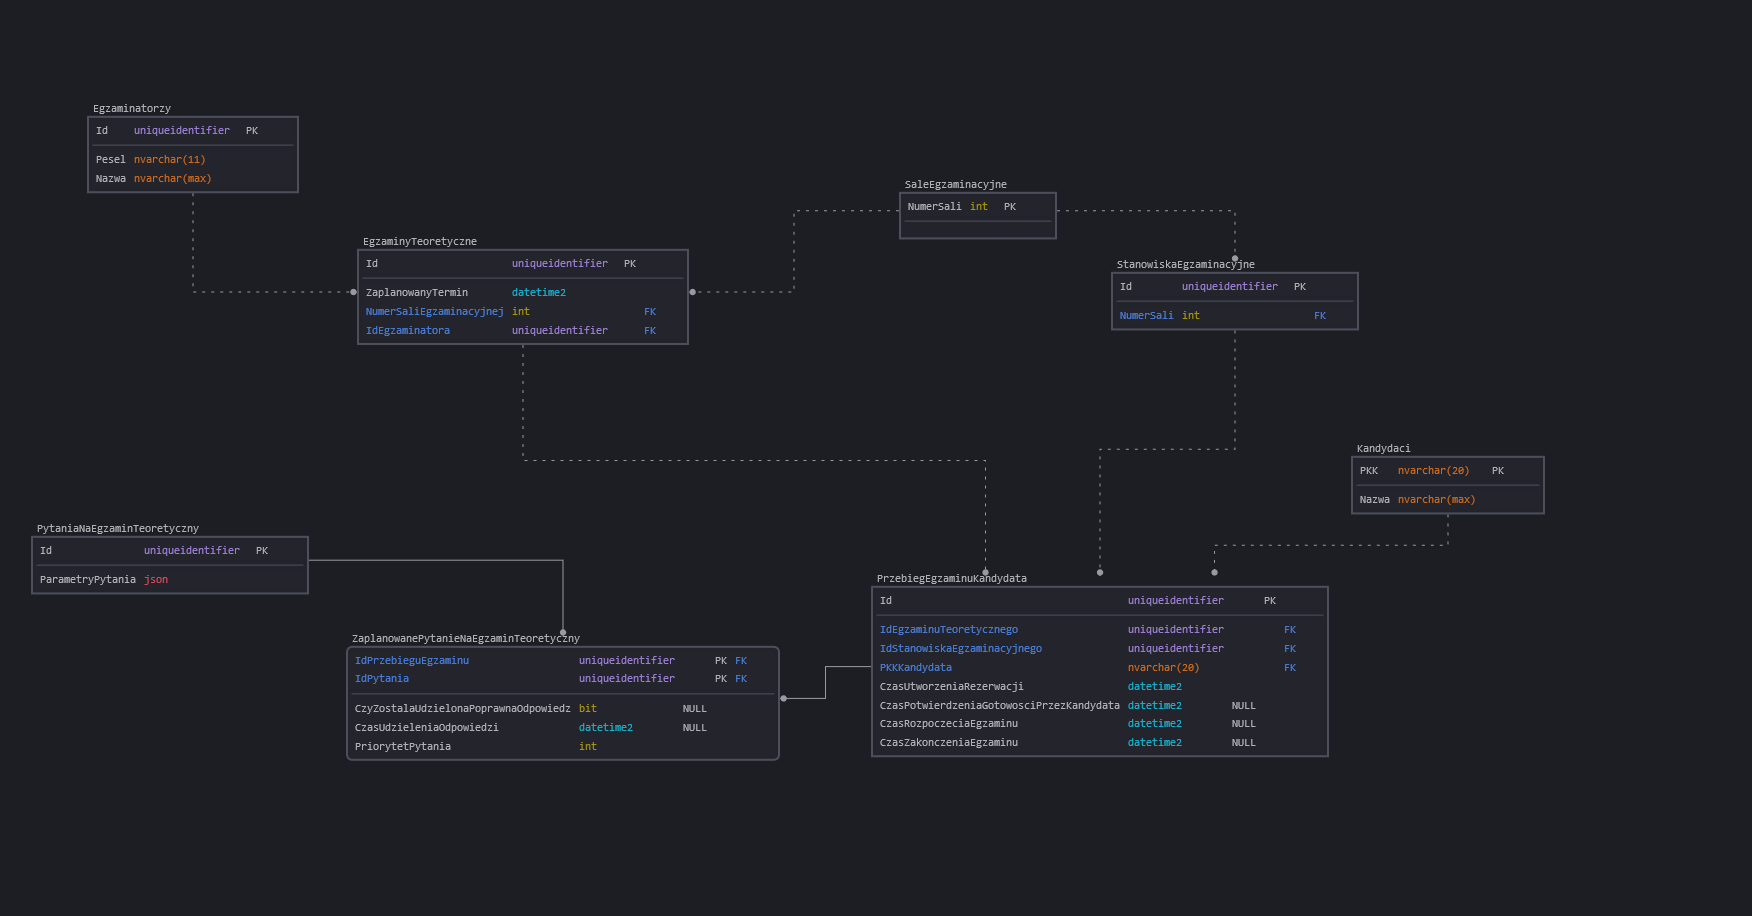 Egzaminatorzy
Id uniqueidentifier PK
Pesel nvarchar(11)
Nazwa nvarchar(max)
SaleEgzaminacyjne
NumerSali int PK
EgzaminyTeoretyczne
Id uniqueidentifier PK
ZaplanowanyTermin datetime2
NumerSaliEgzaminacyjnej int FK
IdEgzaminatora uniqueidentifier FK
StanowiskaEgzaminacyjne
Id uniqueidentifier PK
NumerSali int FK
Kandydaci
PKK nvarchar(20) PK
Nazwa nvarchar(max)
PytaniaNaEgzaminTeoretyczny
Id uniqueidentifier PK
ParametryPytania json
PrzebiegEgzaminuKandydata
Id uniqueidentifier PK
IdEgzaminuTeoretycznego uniqueidentifier FK
IdStanowiskaEgzaminacyjnego uniqueidentifier FK
PKKKandydata nvarchar(20) FK
CzasUtworzeniaRezerwacji datetime2
CzasPotwierdzeniaGotowosciPrzezKandydata datetime2 NULL
CzasRozpoczeciaEgzaminu datetime2 NULL
CzasZakonczeniaEgzaminu datetime2 NULL
ZaplanowanePytanieNaEgzaminTeoretyczny
IdPrzebieguEgzaminu uniqueidentifier PK FK
IdPytania uniqueidentifier PK FK
CzyZostalaUdzielonaPoprawnaOdpowiedz bit NULL
CzasUdzieleniaOdpowiedzi datetime2 NULL
PriorytetPytania int